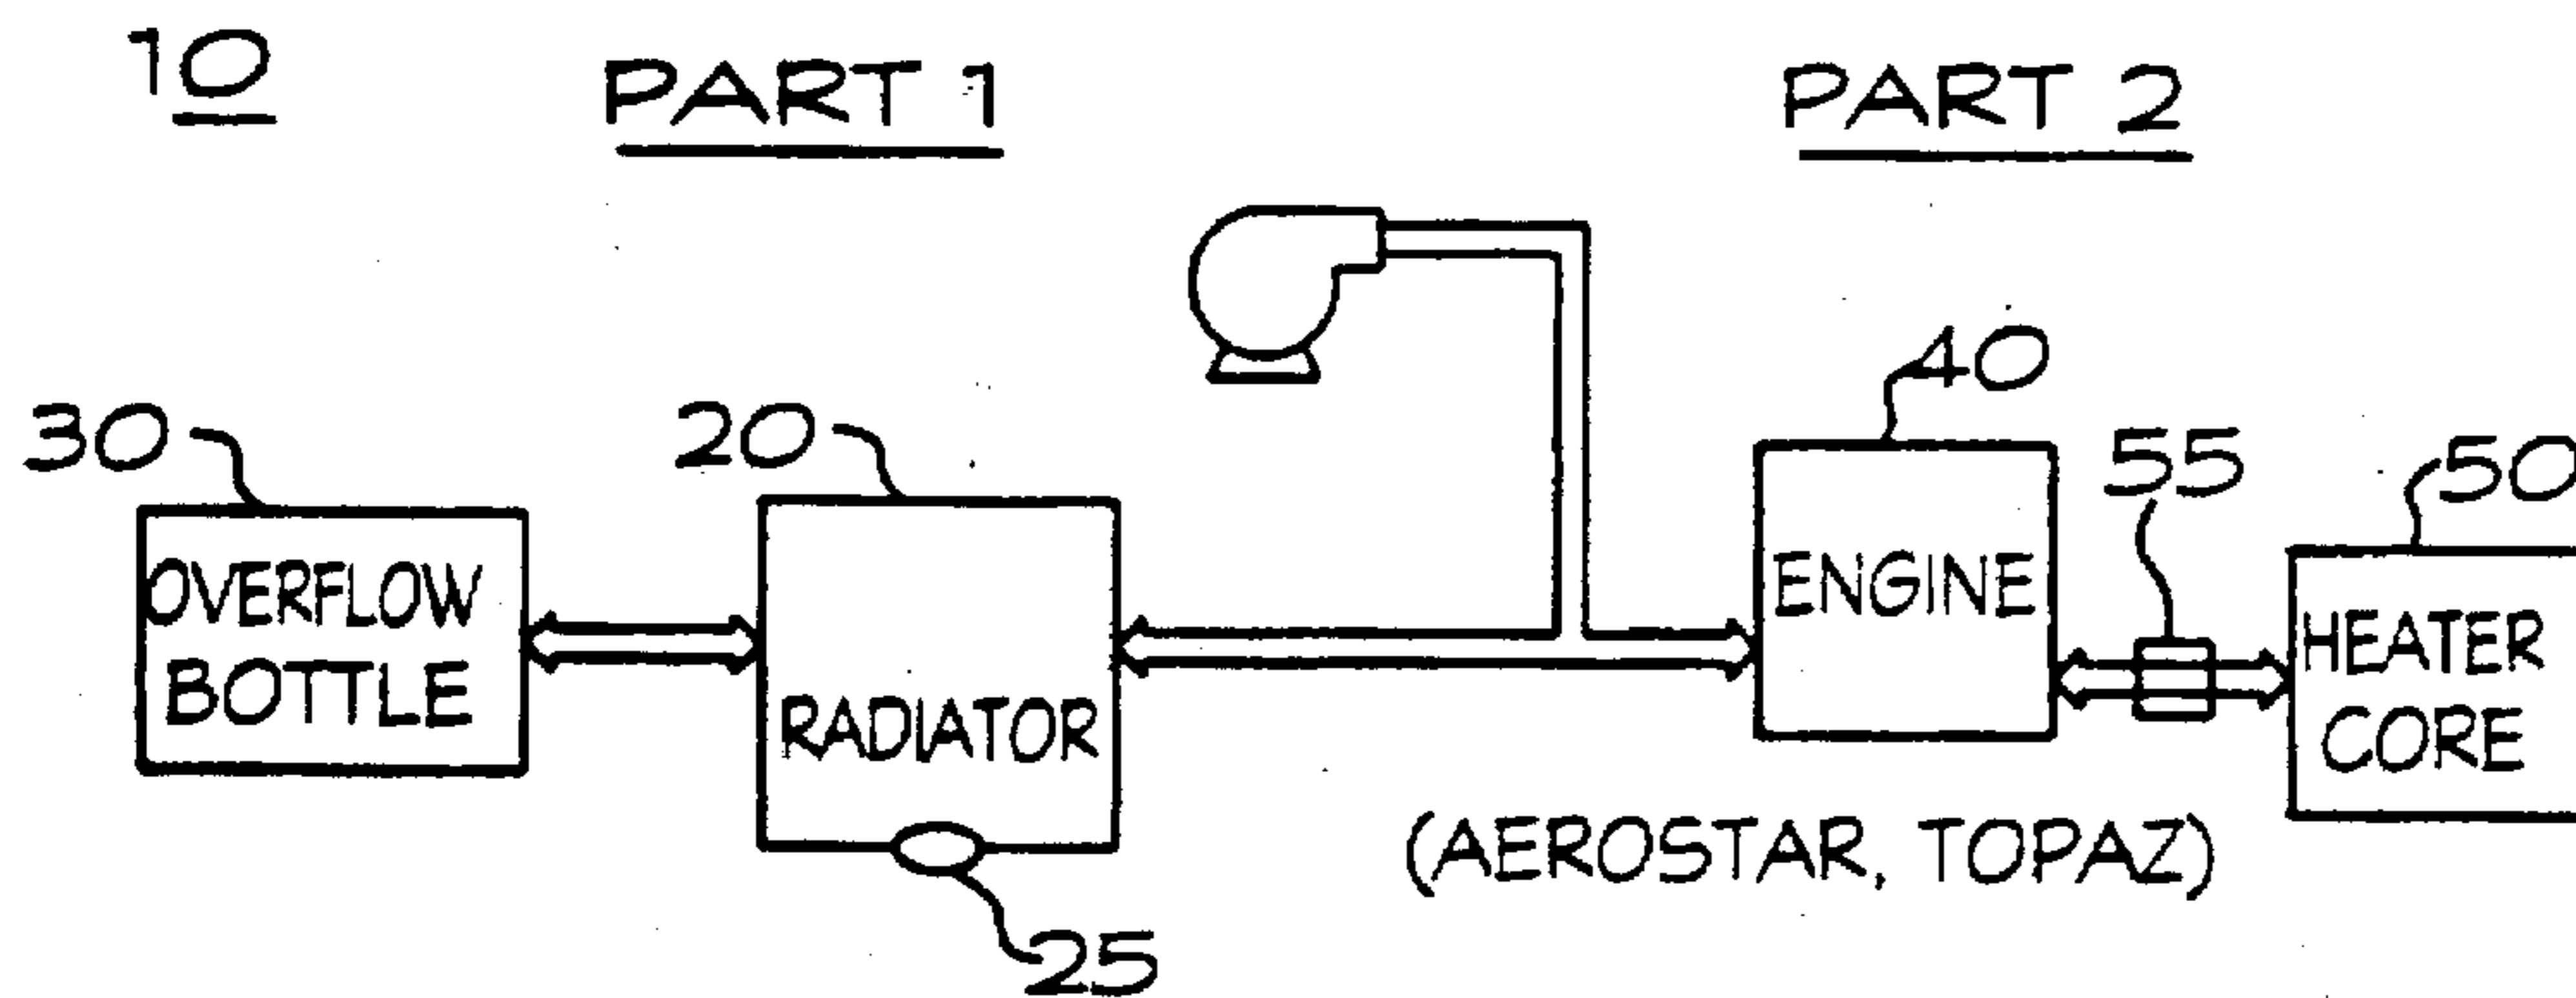 10
PART 1
PART 2
30
20
40
55
50
OVERFLOW
BOTTLE
RADIATOR
ENGINE
HEATER
CORE
(AEROSTAR, TOPAZ)
25